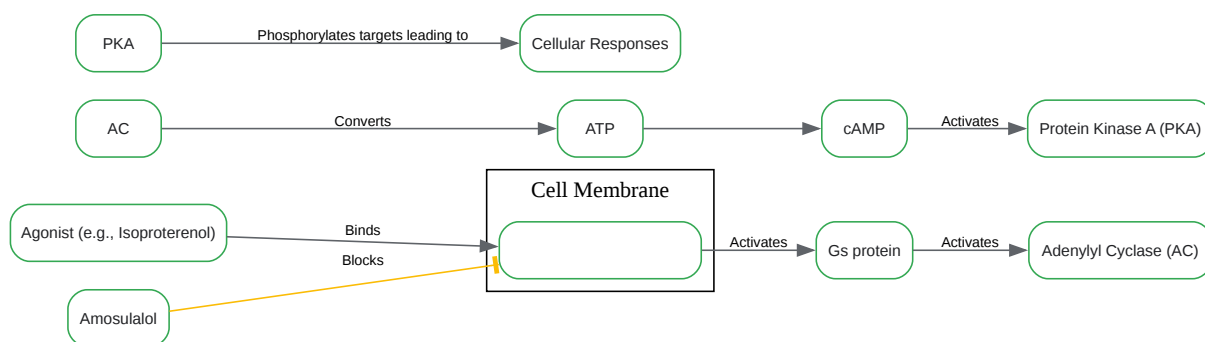 PKA
Phosphorylates targets leading to
Cellular Responses
AC
Converts
ATP
cAMP
Activates
Protein Kinase A (PKA)
Cell Membrane
Agonist (e.g., Isoproterenol)
Binds
Activates
Gs protein
Activates
Adenylyl Cyclase (AC)
Blocks
Amosulalol